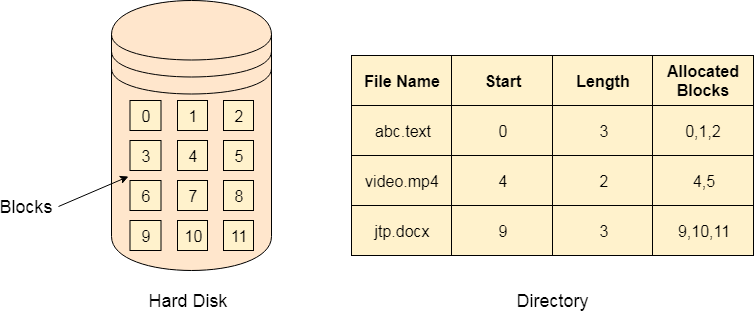 0 1 2
3 4 5
6 7 8
9 10 11
Blocks
Hard Disk
File Name Start Length Allocated Blocks
abc.text 0 3 0,1,2
video.mp4 4 2 4,5
jtp.docx 9 3 9,10,11
Directory